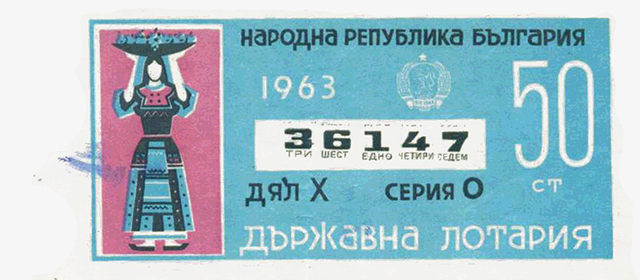 НАРОДНА РЕПУБЛИКА БЪЛГАРИЯ
1963
50
СТ
36147
ТРИ ШЕСТ ЕДНО ЧЕТИРИ СЕДЕМ
ДЯЛ X СЕРИЯ О
ДЪРЖАВНА ЛОТАРИЯ